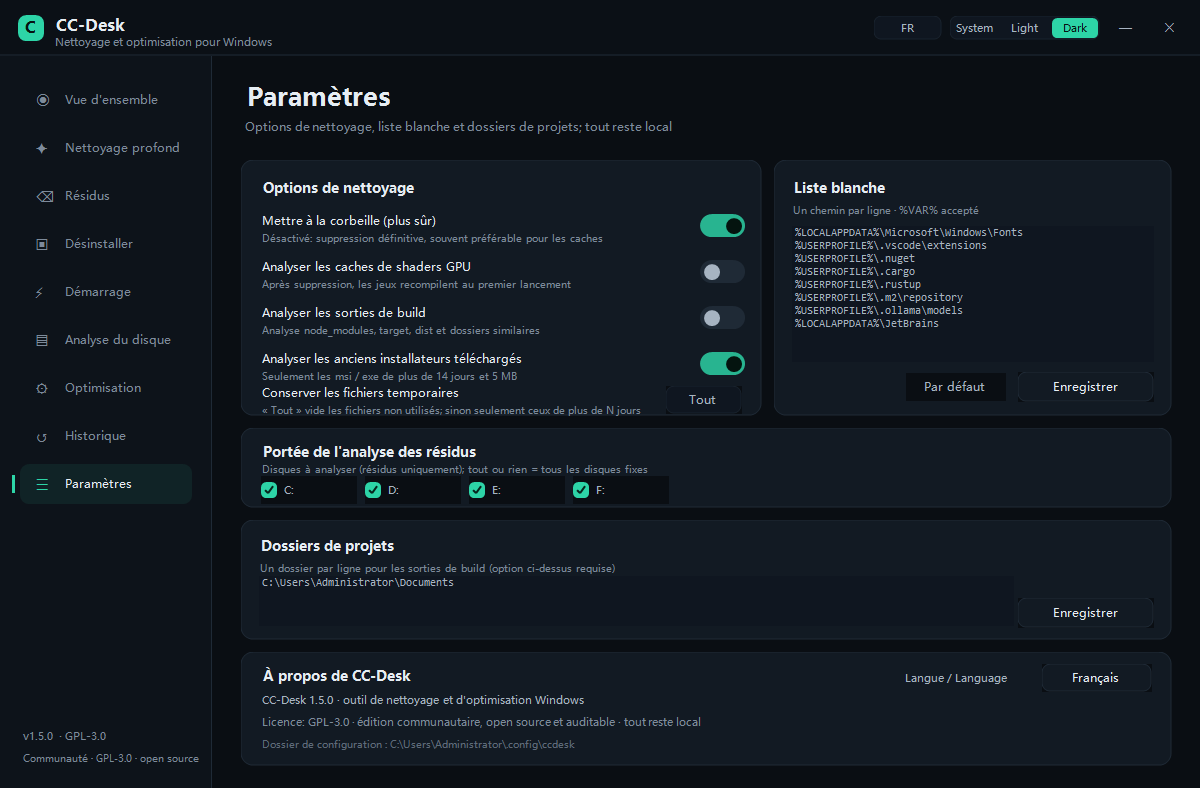 C
CC-Desk
Nettoyage et optimisation pour Windows
FR
System
Light
Dark
Vue d'ensemble
Nettoyage profond
Résidus
Désinstaller
Démarrage
Analyse du disque
Optimisation
Historique
Paramètres
v1.5.0 · GPL-3.0
Communauté · GPL-3.0 · open source
Paramètres
Options de nettoyage, liste blanche et dossiers de projets; tout reste local
Options de nettoyage
Mettre à la corbeille (plus sûr)
Désactivé: suppression définitive, souvent préférable pour les caches
Analyser les caches de shaders GPU
Après suppression, les jeux recompilent au premier lancement
Analyser les sorties de build
Analyse node_modules, target, dist et dossiers similaires
Analyser les anciens installateurs téléchargés
Seulement les msi / exe de plus de 14 jours et 5 MB
Conserver les fichiers temporaires
« Tout » vide les fichiers non utilisés; sinon seulement ceux de plus de N jours
Tout
Liste blanche
Un chemin par ligne · %VAR% accepté
%LOCALAPPDATA%\Microsoft\Windows\Fonts
%USERPROFILE%\.vscode\extensions
%USERPROFILE%\.nuget
%USERPROFILE%\.cargo
%USERPROFILE%\.rustup
%USERPROFILE%\.m2\repository
%USERPROFILE%\.ollama\models
%LOCALAPPDATA%\JetBrains
Par défaut
Enregistrer
Portée de l'analyse des résidus
Disques à analyser (résidus uniquement); tout ou rien = tous les disques fixes
C:
D:
E:
F:
Dossiers de projets
Un dossier par ligne pour les sorties de build (option ci-dessus requise)
C:\Users\Administrator\Documents
Enregistrer
À propos de CC-Desk
CC-Desk 1.5.0 · outil de nettoyage et d'optimisation Windows
Licence: GPL-3.0 · édition communautaire, open source et auditable · tout reste local
Dossier de configuration : C:\Users\Administrator\.config\ccdesk
Langue / Language
Français